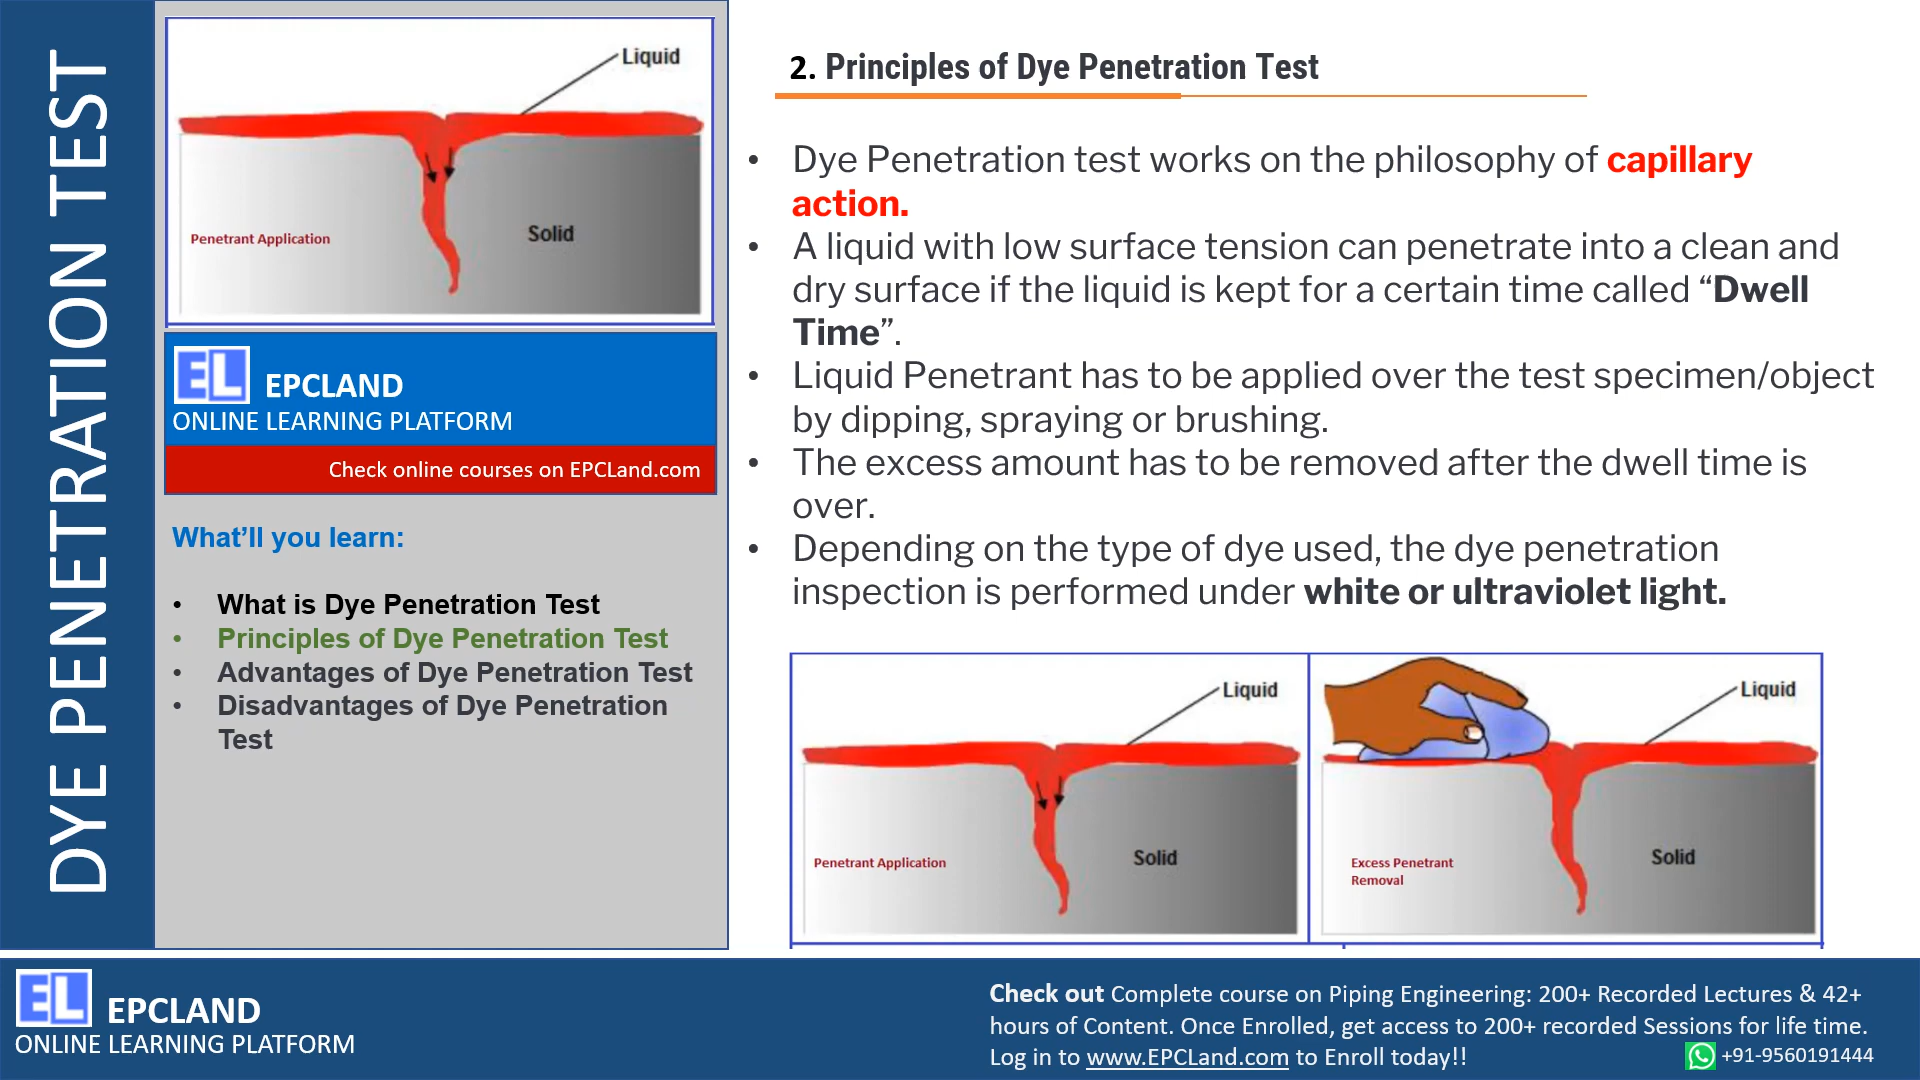 DYE PENETRATION TEST
Liquid
Penetrant Application
Solid
EL EPCLAND
ONLINE LEARNING PLATFORM
Check online courses on EPCLand.com
What’ll you learn:
• What is Dye Penetration Test
• Principles of Dye Penetration Test
• Advantages of Dye Penetration Test
• Disadvantages of Dye Penetration
Test
2. Principles of Dye Penetration Test
• Dye Penetration test works on the philosophy of capillary
action.
• A liquid with low surface tension can penetrate into a clean and
dry surface if the liquid is kept for a certain time called “Dwell
Time”.
• Liquid Penetrant has to be applied over the test specimen/object
by dipping, spraying or brushing.
• The excess amount has to be removed after the dwell time is
over.
• Depending on the type of dye used, the dye penetration
inspection is performed under white or ultraviolet light.
Liquid
Penetrant Application
Solid
Liquid
Excess Penetrant
Removal
Solid
EL EPCLAND
ONLINE LEARNING PLATFORM
Check out Complete course on Piping Engineering: 200+ Recorded Lectures & 42+
hours of Content. Once Enrolled, get access to 200+ recorded Sessions for life time.
Log in to www.EPCLand.com to Enroll today!!
+91-9560191444